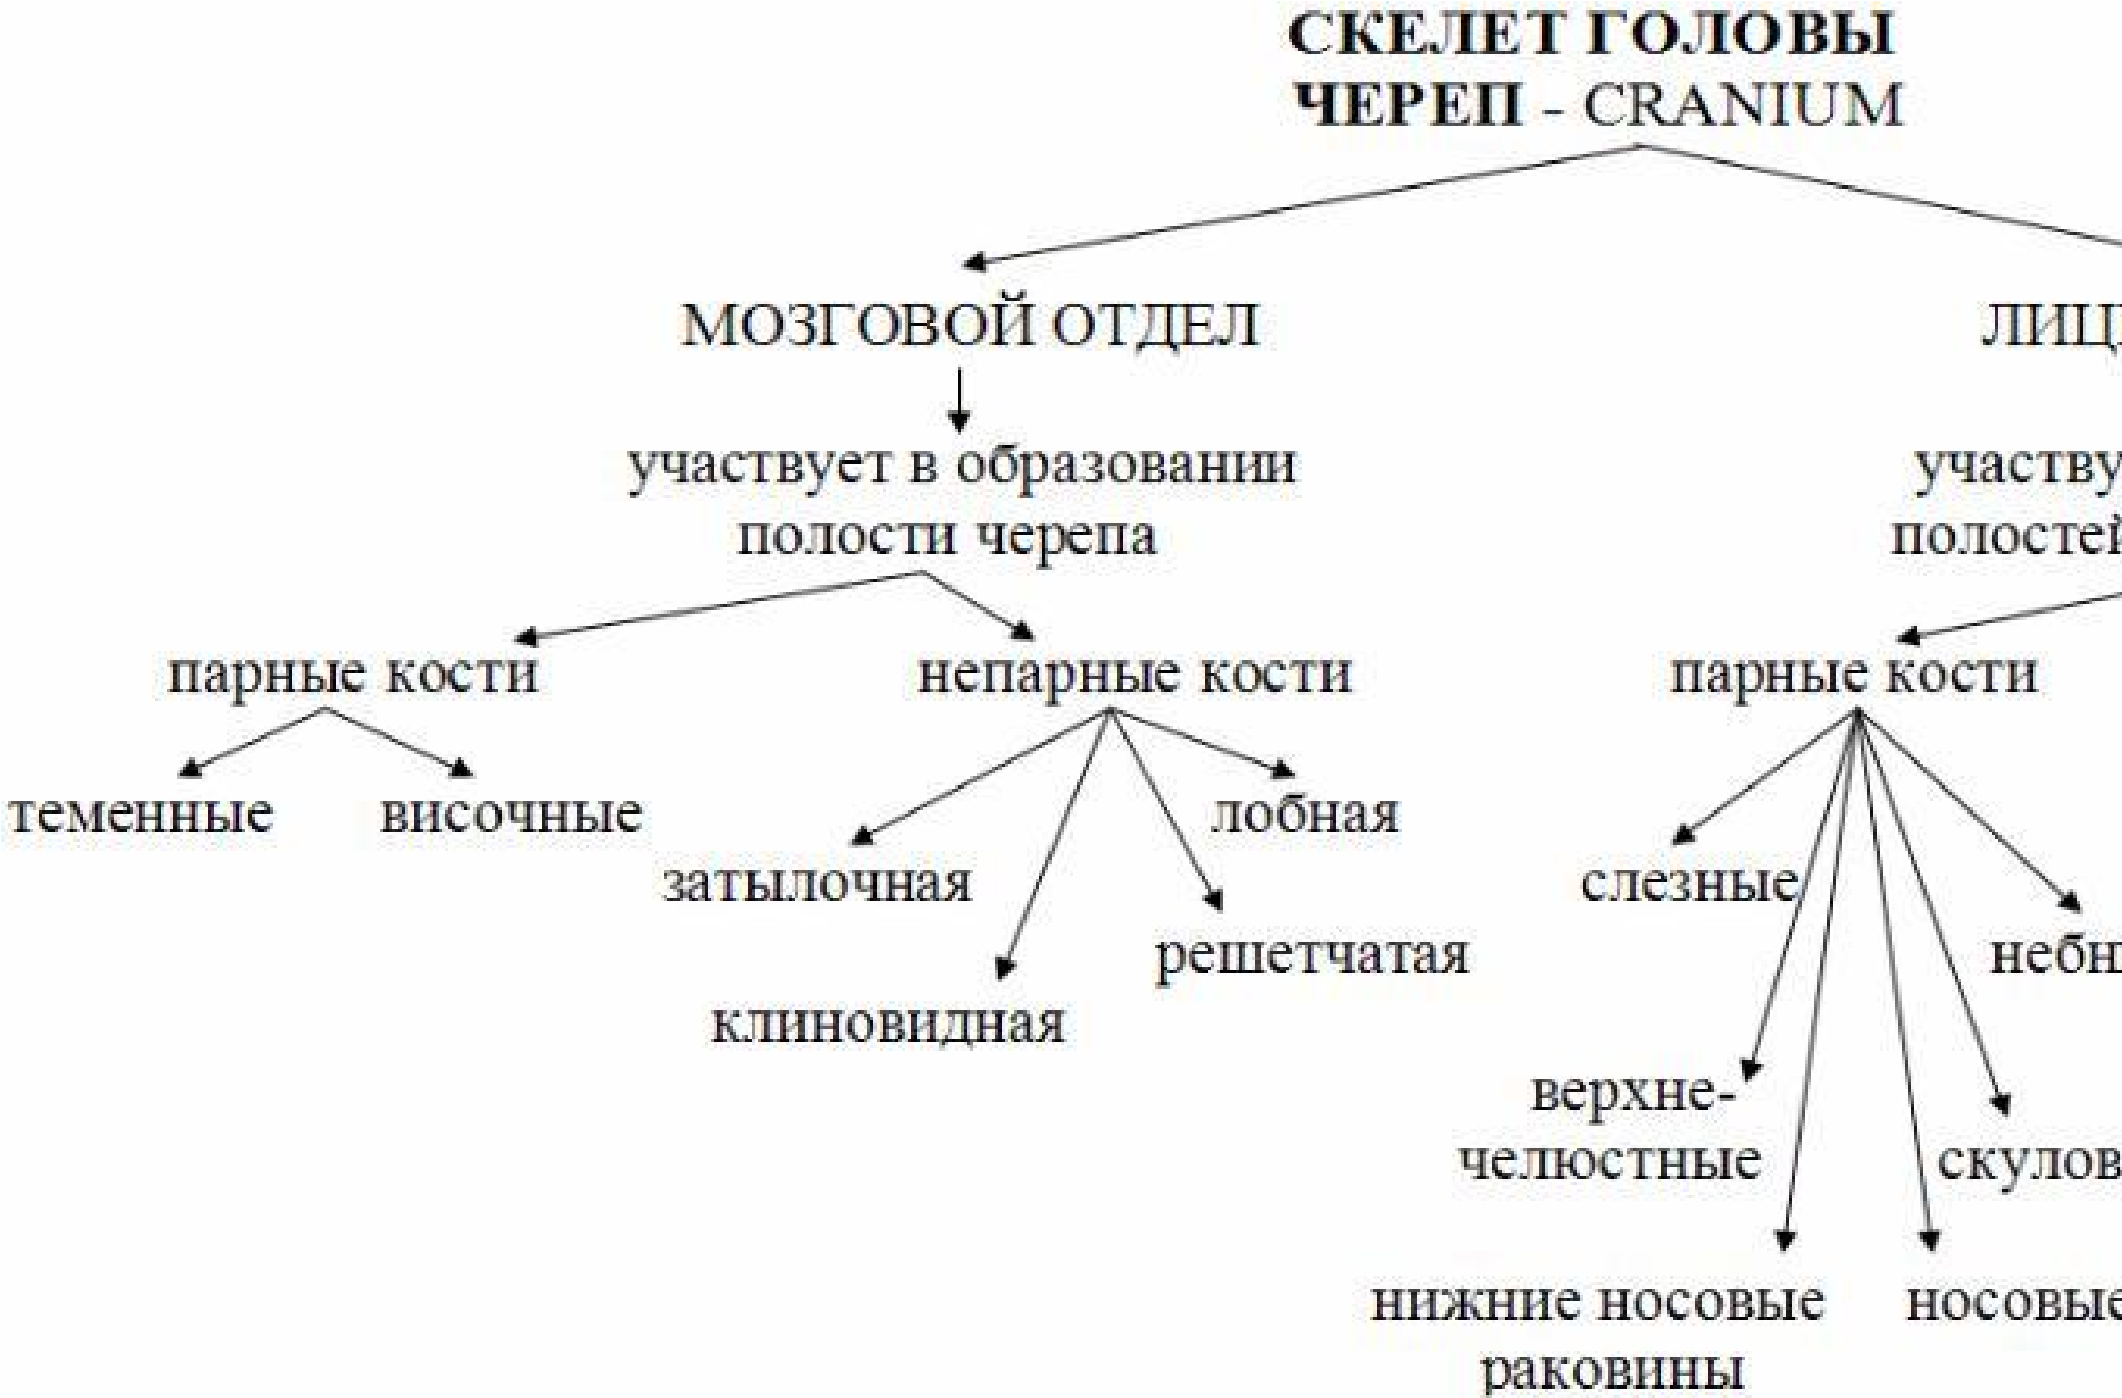 СКЕЛЕТ ГОЛОВЫ
ЧЕРЕП - CRANIUM
МОЗГОВОЙ ОТДЕЛ
участвует в образовании
полости черепа
парные кости
непарные кости
парные кости
теменные
височные
лобная
затылочная
слезные
решетчатая
клиновидная
верхне-
челюстные
нижние носовые
носовые
раковины